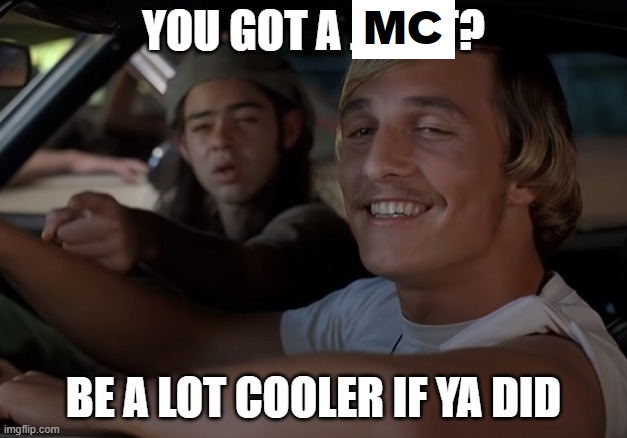 YOU GOT A MC?
BE A LOT COOLER IF YA DID
imgflip.com